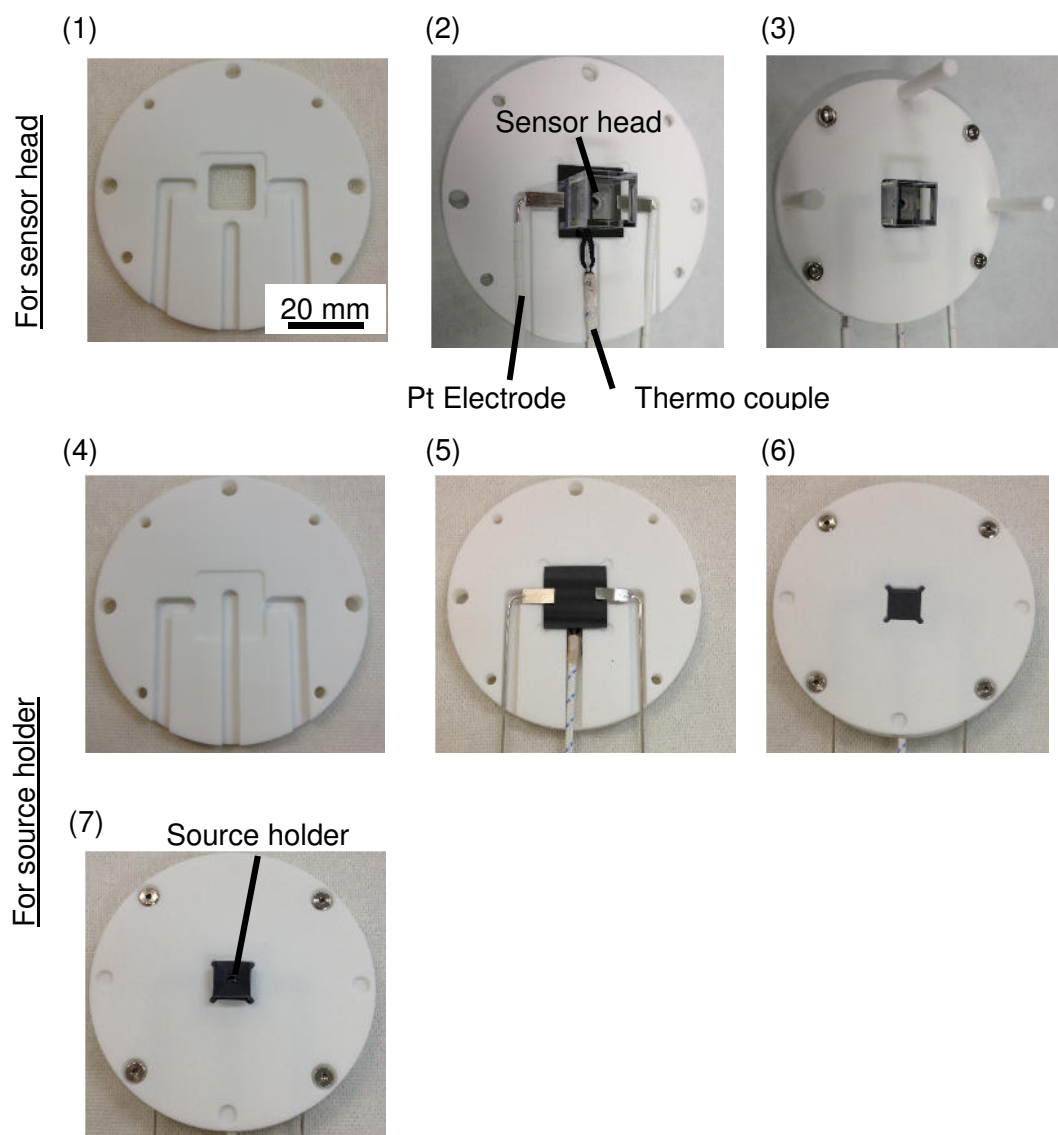 (1)
(2)
(3)
For sensor head
Sensor head
20 mm
Pt Electrode
Thermo couple
(4)
(5)
(6)
For source holder
(7)
Source holder